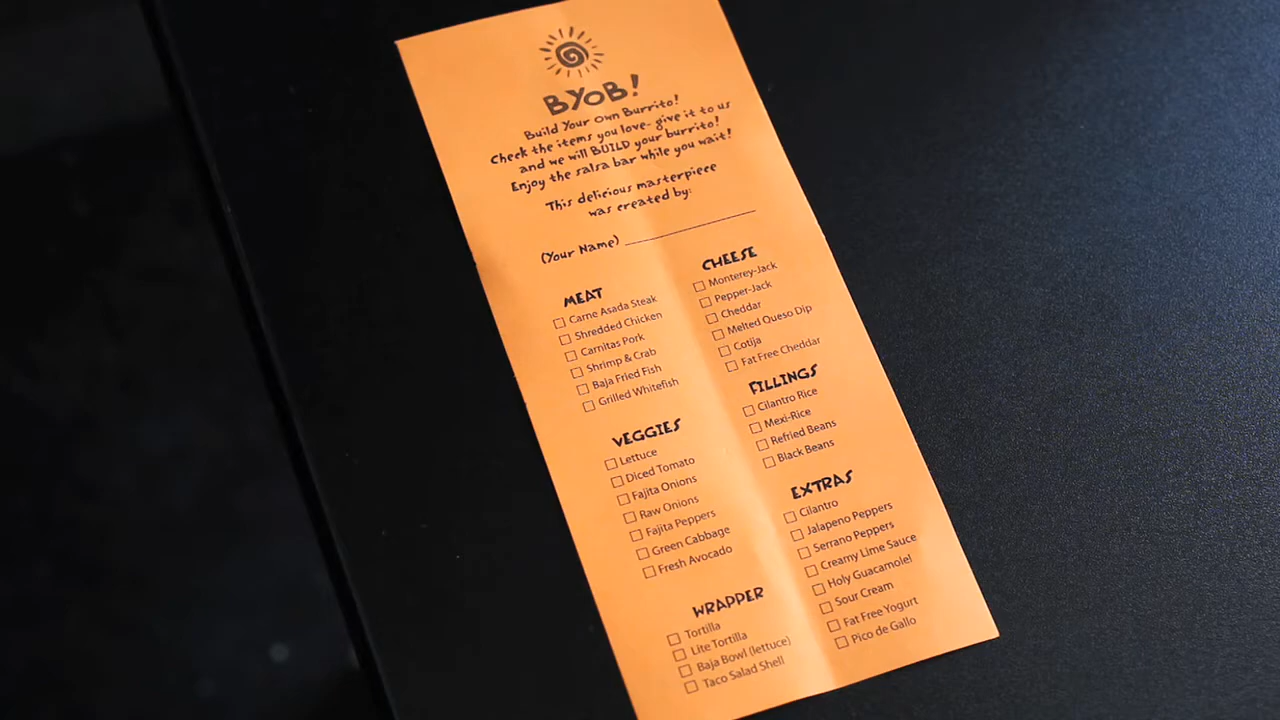 BYOB!
Build Your Own Burrito!
Check the items you love- give it to us
and we will BUILD your burrito!
Enjoy the salsa bar while you wait!
This delicious masterpiece
was created by:
(Your Name)
MEAT
Carne Asada Steak
Shredded Chicken
Carnitas Pork
Shrimp & Crab
Baja Fried Fish
Grilled Whitefish
VEGGIES
Lettuce
Diced Tomato
Fajita Onions
Raw Onions
Fajita Peppers
Green Cabbage
Fresh Avocado
WRAPPER
Tortilla
Lite Tortilla
Baja Bowl (lettuce)
Taco Salad Shell
CHEESE
Monterey-Jack
Pepper-Jack
Cheddar
Melted Queso Dip
Cotija
Fat Free Cheddar
FILLINGS
Cilantro Rice
Mexi-Rice
Refried Beans
Black Beans
EXTRAS
Cilantro
Jalapeno Peppers
Serrano Peppers
Creamy Lime Sauce
Holy Guacamole!
Sour Cream
Fat Free Yogurt
Pico de Gallo